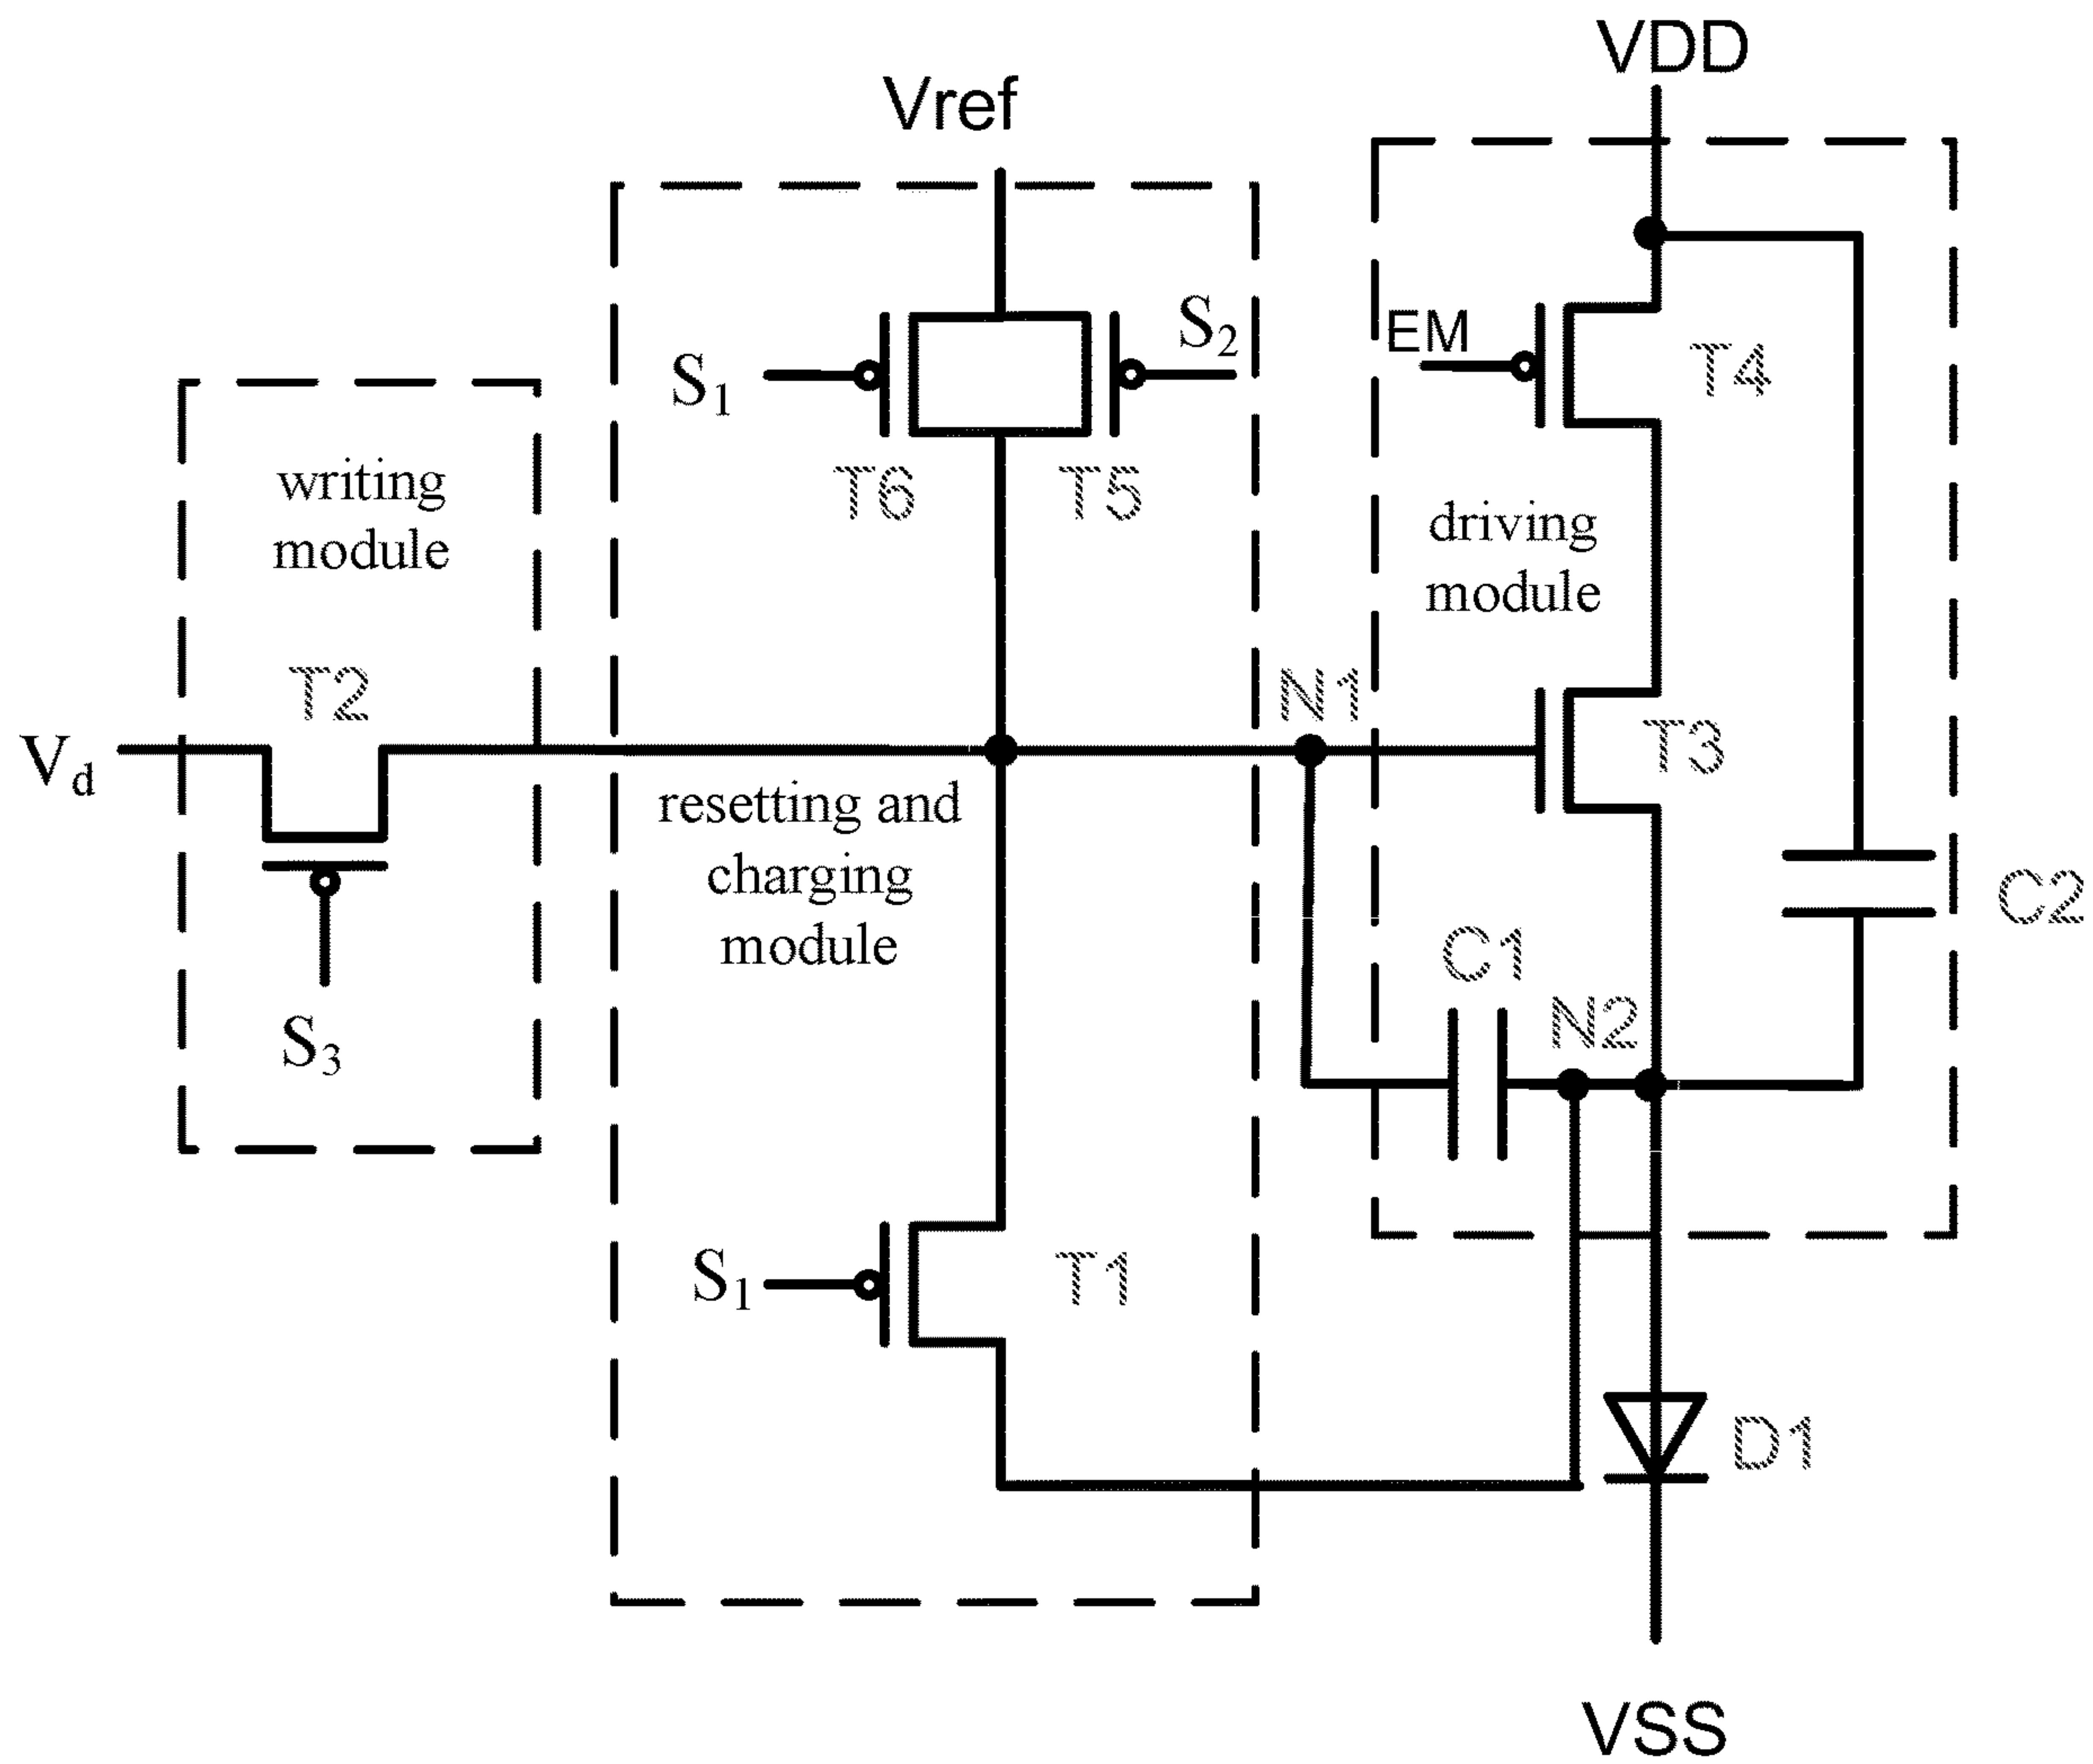 VDD
Vref
S2
EM
S1
T4
T6
T5
writing
module
driving
module
T2
N1
T3
Vd
resetting and
charging
module
C2
C1
N2
S3
S1
T1
D1
VSS